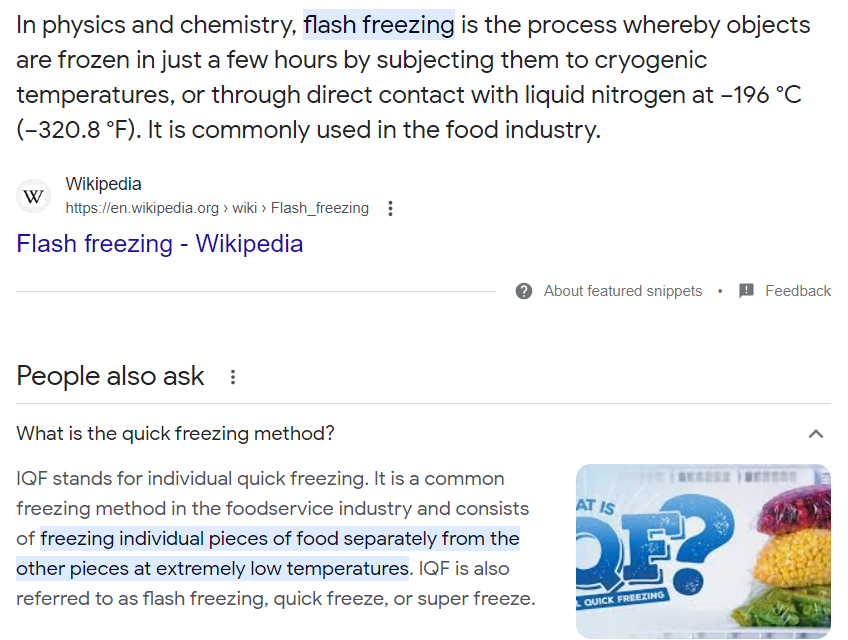 In physics and chemistry, flash freezing is the process whereby objects
are frozen in just a few hours by subjecting them to cryogenic
temperatures, or through direct contact with liquid nitrogen at −196 °C
(−320.8 °F). It is commonly used in the food industry.
W
Wikipedia
https://en.wikipedia.org › wiki › Flash_freezing
Flash freezing - Wikipedia
About featured snippets • Feedback
People also ask
What is the quick freezing method?
IQF stands for individual quick freezing. It is a common
freezing method in the foodservice industry and consists
of freezing individual pieces of food separately from the
other pieces at extremely low temperatures. IQF is also
referred to as flash freezing, quick freeze, or super freeze.
AT IS
QF?
L QUICK FREEZING